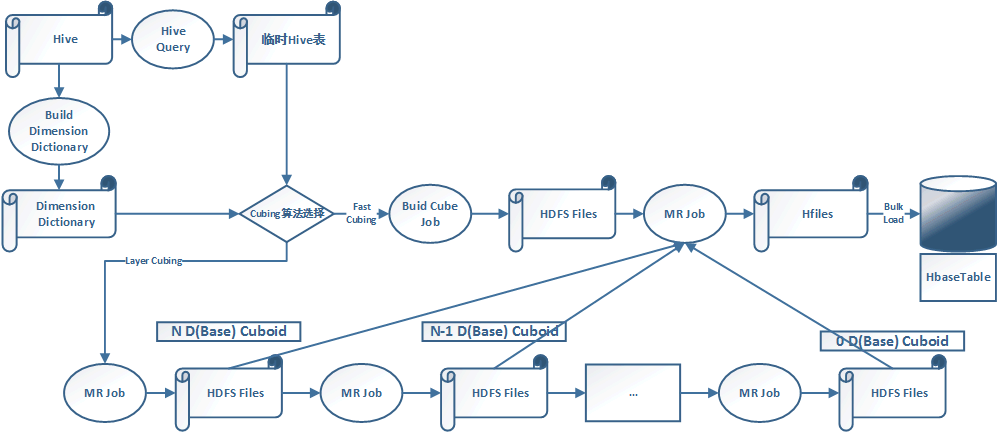 Hive
Hive
Query
临时Hive表
Build
Dimension
Dictionary
Dimension
Dictionary
Cubing算法选择
Fast
Cubing
Buid Cube
Job
HDFS Files
MR Job
Hfiles
Bulk
Load
HbaseTable
Layer Cubing
N D(Base) Cuboid
N-1 D(Base) Cuboid
0 D(Base) Cuboid
MR Job
HDFS Files
MR Job
HDFS Files
...
MR Job
HDFS Files